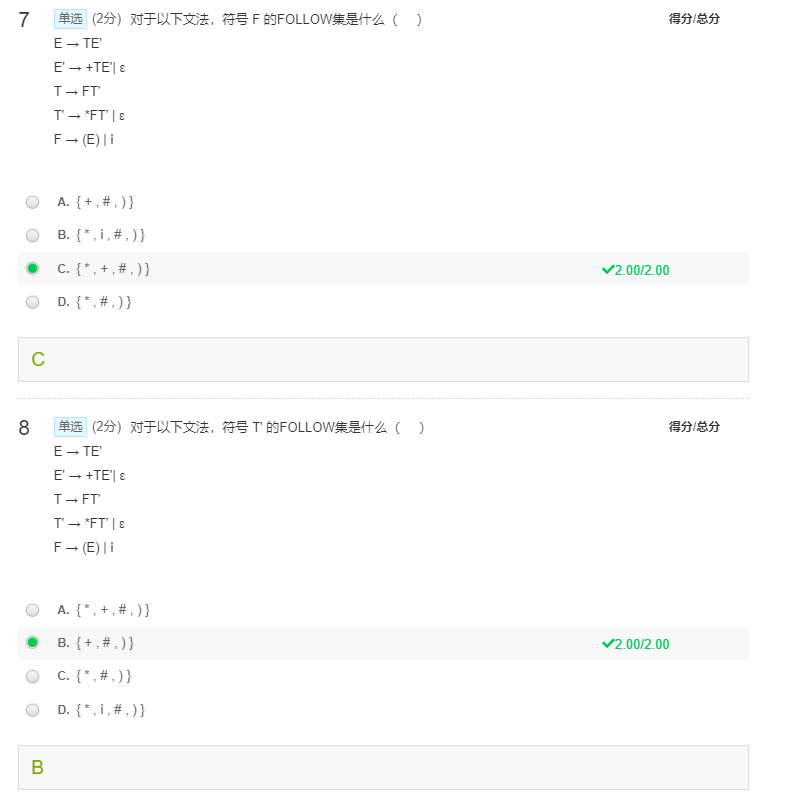 7 单选 (2分) 对于以下文法，符号 F 的FOLLOW集是什么（ ） 得分/总分
E → TE'
E' → +TE'| ε
T → FT'
T' → *FT' | ε
F → (E) | i
A. { + , # , ) }
B. { * , i , # , ) }
C. { * , + , # , ) } 2.00/2.00
D. { * , # , ) }
C
8 单选 (2分) 对于以下文法，符号 T' 的FOLLOW集是什么（ ） 得分/总分
E → TE'
E' → +TE'| ε
T → FT'
T' → *FT' | ε
F → (E) | i
A. { * , + , # , ) }
B. { + , # , ) } 2.00/2.00
C. { * , # , ) }
D. { * , i , # , ) }
B